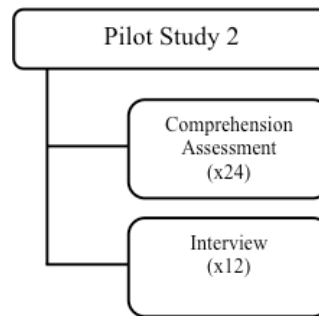 Pilot Study 2
Comprehension
Assessment
(x24)
Interview
(x12)